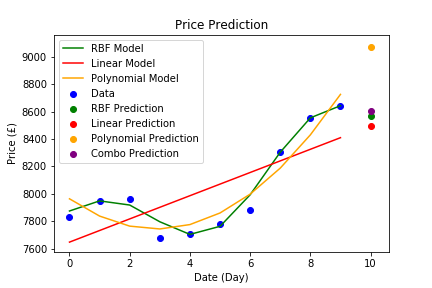 Price Prediction
Price (£)
9000
8800
8600
8400
8200
8000
7800
7600
RBF Model
Linear Model
Polynomial Model
Data
RBF Prediction
Linear Prediction
Polynomial Prediction
Combo Prediction
0 2 4 6 8 10
Date (Day)